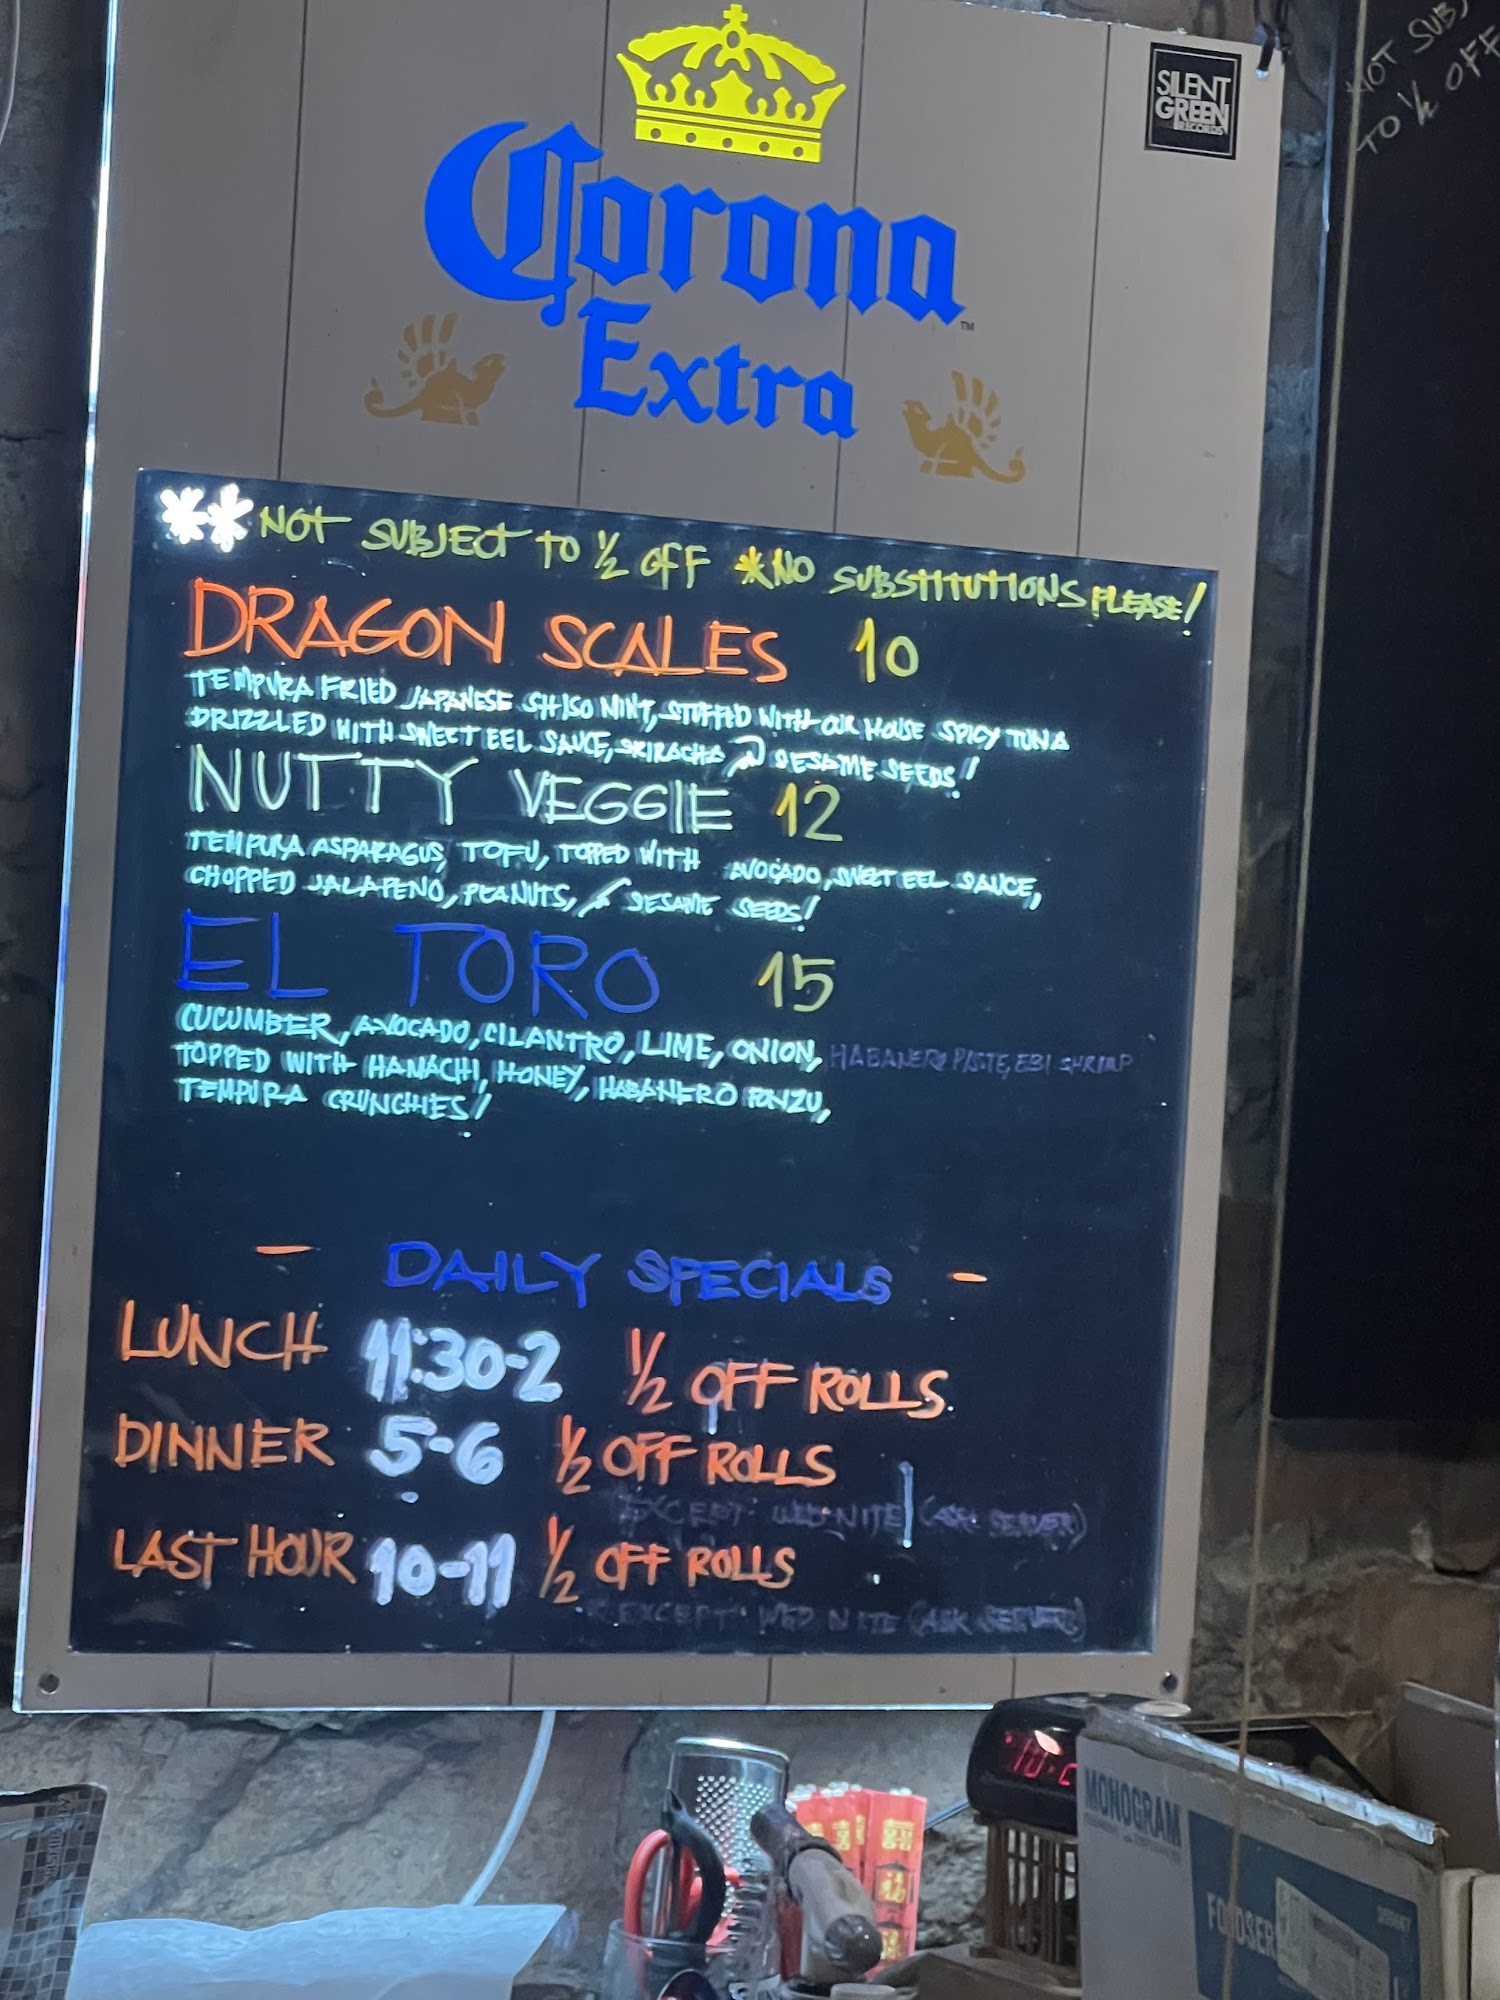 SILENT
GREEN
RECORDS
NOT SUBJ
TO 1/2 OFF
Corona
Extra
™
**NOT SUBJECT TO 1/2 OFF *NO SUBSTITUTIONS PLEASE!
DRAGON SCALES 10
TEMPURA FRIED JAPANESE SHISO MINT, STUFFED WITH OUR HOUSE SPICY TUNA
DRIZZLED WITH SWEET EEL SAUCE, SRIRACHA & SESAME SEEDS!
NUTTY VEGGIE 12
TEMPURA ASPARAGUS, TOFU, TOPPED WITH AVOCADO, SWEET EEL SAUCE,
CHOPPED JALAPENO, PEANUTS, & SESAME SEEDS!
EL TORO 15
CUCUMBER, AVOCADO, CILANTRO, LIME, ONION, HABANERO PASTE, EBI SHRIMP
TOPPED WITH HAMACHI, HONEY, HABANERO PONZU,
TEMPURA CRUNCHIES!
- DAILY SPECIALS -
LUNCH 11:30-2 1/2 OFF ROLLS
DINNER 5-6 1/2 OFF ROLLS
EXCEPT WED NITE (ASK SERVER)
LAST HOUR 10-11 1/2 OFF ROLLS
EXCEPT WED NITE (ASK SERVER)
MONOGRAM
FOODSER